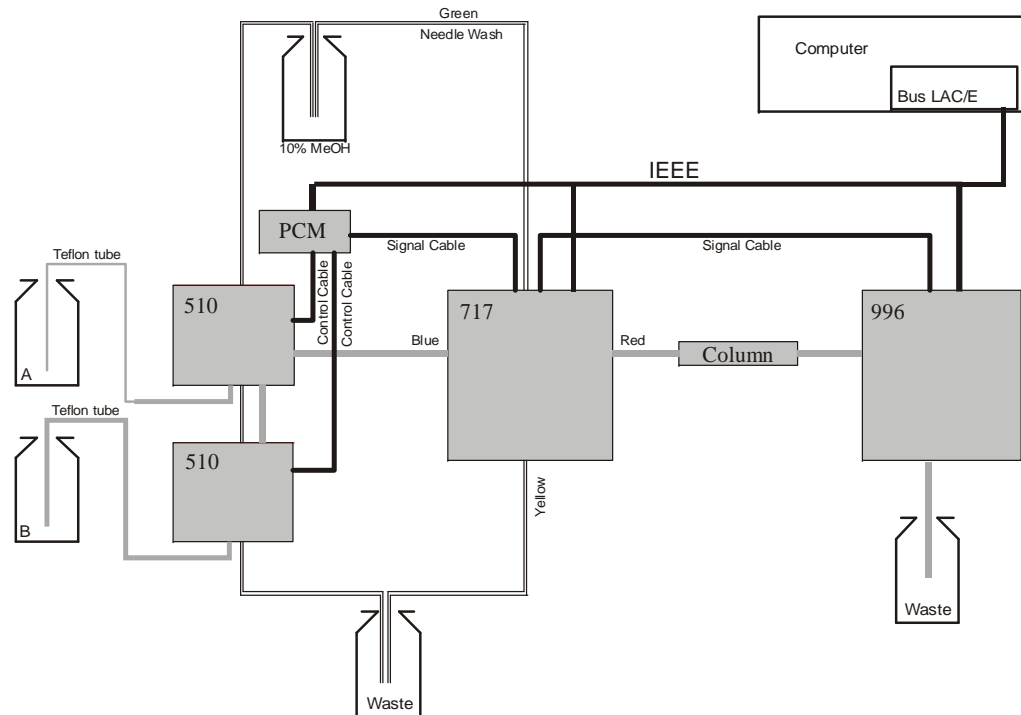 Green
Needle Wash
Computer
Bus LAC/E
10% MeOH
IEEE
PCM
Signal Cable
Signal Cable
Teflon tube
Control Cable
Control Cable
510
717
996
Blue
Red
Column
A
Teflon tube
510
B
Yellow
Waste
Waste